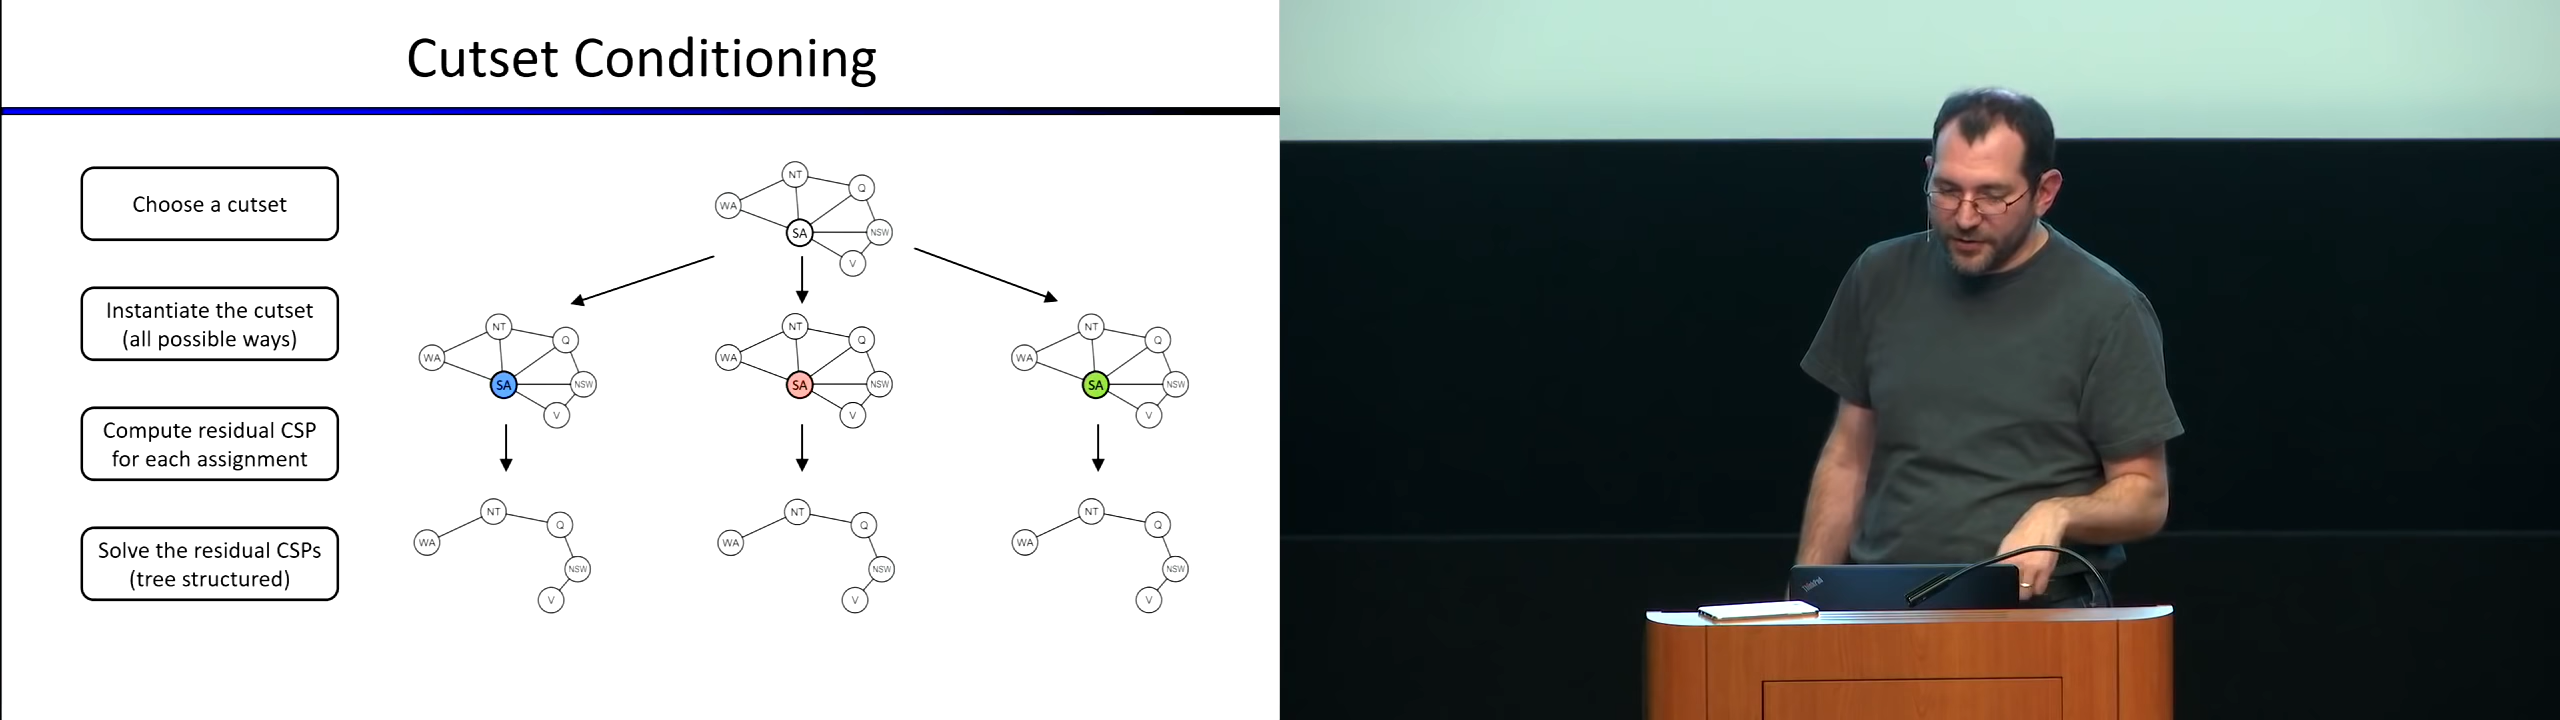 Cutset Conditioning
Choose a cutset
Instantiate the cutset
(all possible ways)
Compute residual CSP
for each assignment
Solve the residual CSPs
(tree structured)
NT
Q
WA
SA
NSW
V
NT
Q
WA
SA
NSW
V
NT
Q
WA
SA
NSW
V
NT
Q
WA
SA
NSW
V
NT
Q
WA
NSW
V
NT
Q
WA
NSW
V
NT
Q
WA
NSW
V
ThinkPad